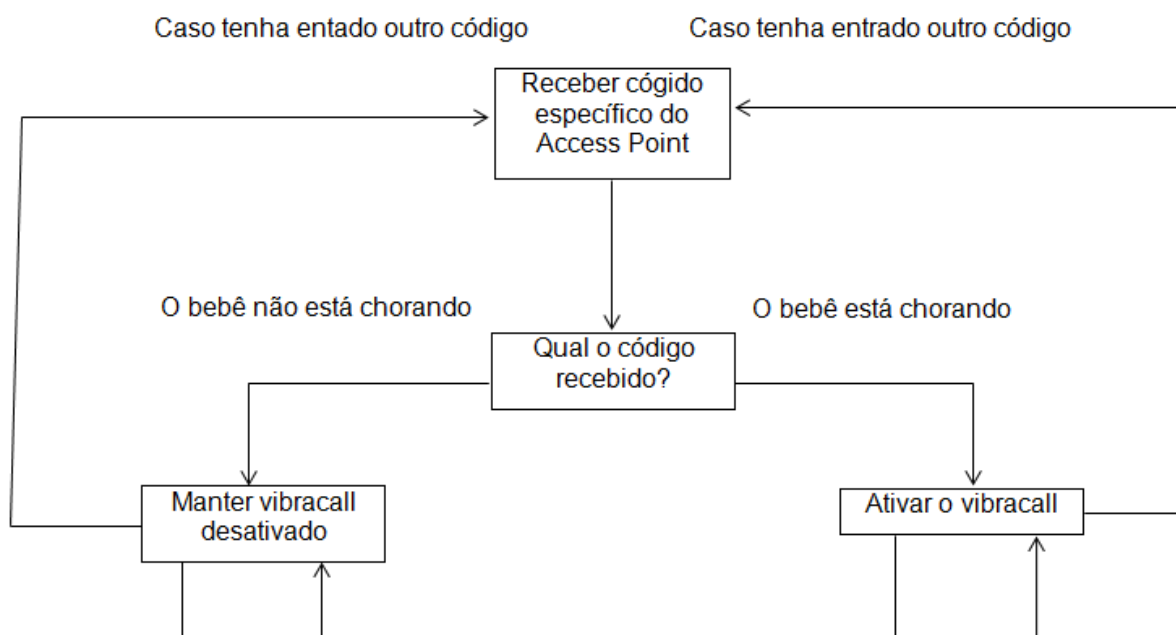 Caso tenha entado outro código
Caso tenha entrado outro código
Receber cógido
específico do
Access Point
O bebê não está chorando
O bebê está chorando
Qual o código
recebido?
Manter vibracall
desativado
Ativar o vibracall